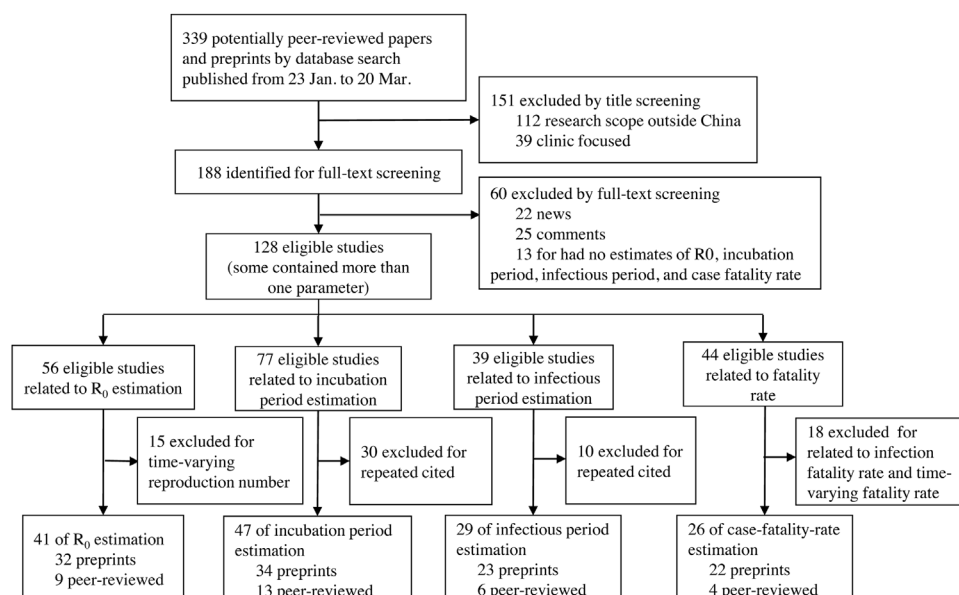 339 potentially peer-reviewed papers
and preprints by database search
published from 23 Jan. to 20 Mar.
151 excluded by title screening
112 research scope outside China
39 clinic focused
188 identified for full-text screening
60 excluded by full-text screening
22 news
25 comments
13 for had no estimates of R0, incubation
period, infectious period, and case fatality rate
128 eligible studies
(some contained more than
one parameter)
56 eligible studies
related to R₀ estimation
77 eligible studies
related to incubation
period estimation
39 eligible studies
related to infectious
period estimation
44 eligible studies
related to fatality
rate
15 excluded for
time-varying
reproduction number
30 excluded for
repeated cited
10 excluded for
repeated cited
18 excluded for
related to infection
fatality rate and time-
varying fatality rate
41 of R₀ estimation
32 preprints
9 peer-reviewed
47 of incubation period
estimation
34 preprints
13 peer-reviewed
29 of infectious period
estimation
23 preprints
6 peer-reviewed
26 of case-fatality-rate
estimation
22 preprints
4 peer-reviewed